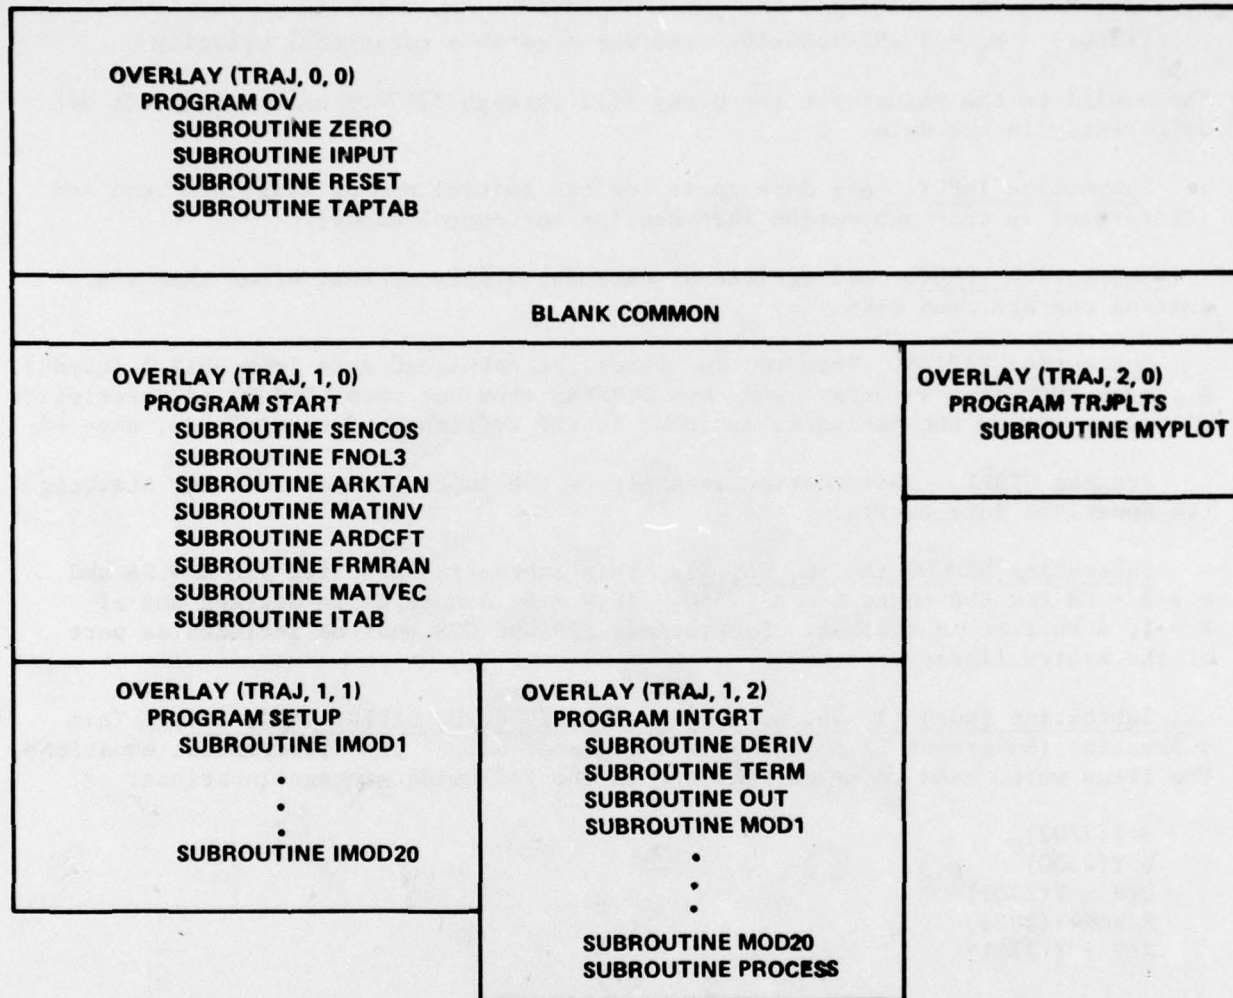 OVERLAY (TRAJ, 0, 0)
PROGRAM OV
SUBROUTINE ZERO
SUBROUTINE INPUT
SUBROUTINE RESET
SUBROUTINE TAPTAB
BLANK COMMON
OVERLAY (TRAJ, 1, 0)
PROGRAM START
SUBROUTINE SENCOS
SUBROUTINE FNOL3
SUBROUTINE ARKTAN
SUBROUTINE MATINV
SUBROUTINE ARDCFT
SUBROUTINE FRMRAN
SUBROUTINE MATVEC
SUBROUTINE ITAB
OVERLAY (TRAJ, 2, 0)
PROGRAM TRJPLTS
SUBROUTINE MYPLOT
OVERLAY (TRAJ, 1, 1)
PROGRAM SETUP
SUBROUTINE IMOD1
SUBROUTINE IMOD20
OVERLAY (TRAJ, 1, 2)
PROGRAM INTGRT
SUBROUTINE DERIV
SUBROUTINE TERM
SUBROUTINE OUT
SUBROUTINE MOD1
SUBROUTINE MOD20
SUBROUTINE PROCESS